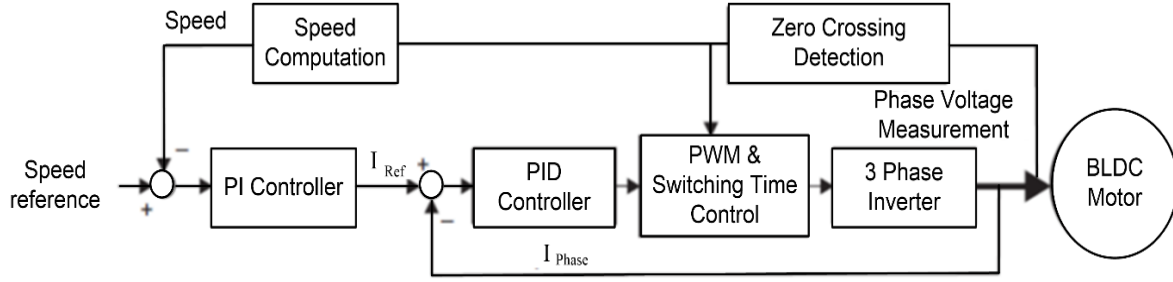 Speed
Speed
Computation
Zero Crossing
Detection
Phase Voltage
Measurement
Speed
reference
−
+
PI Controller
I Ref
+
−
PID
Controller
PWM &
Switching Time
Control
3 Phase
Inverter
BLDC
Motor
I Phase